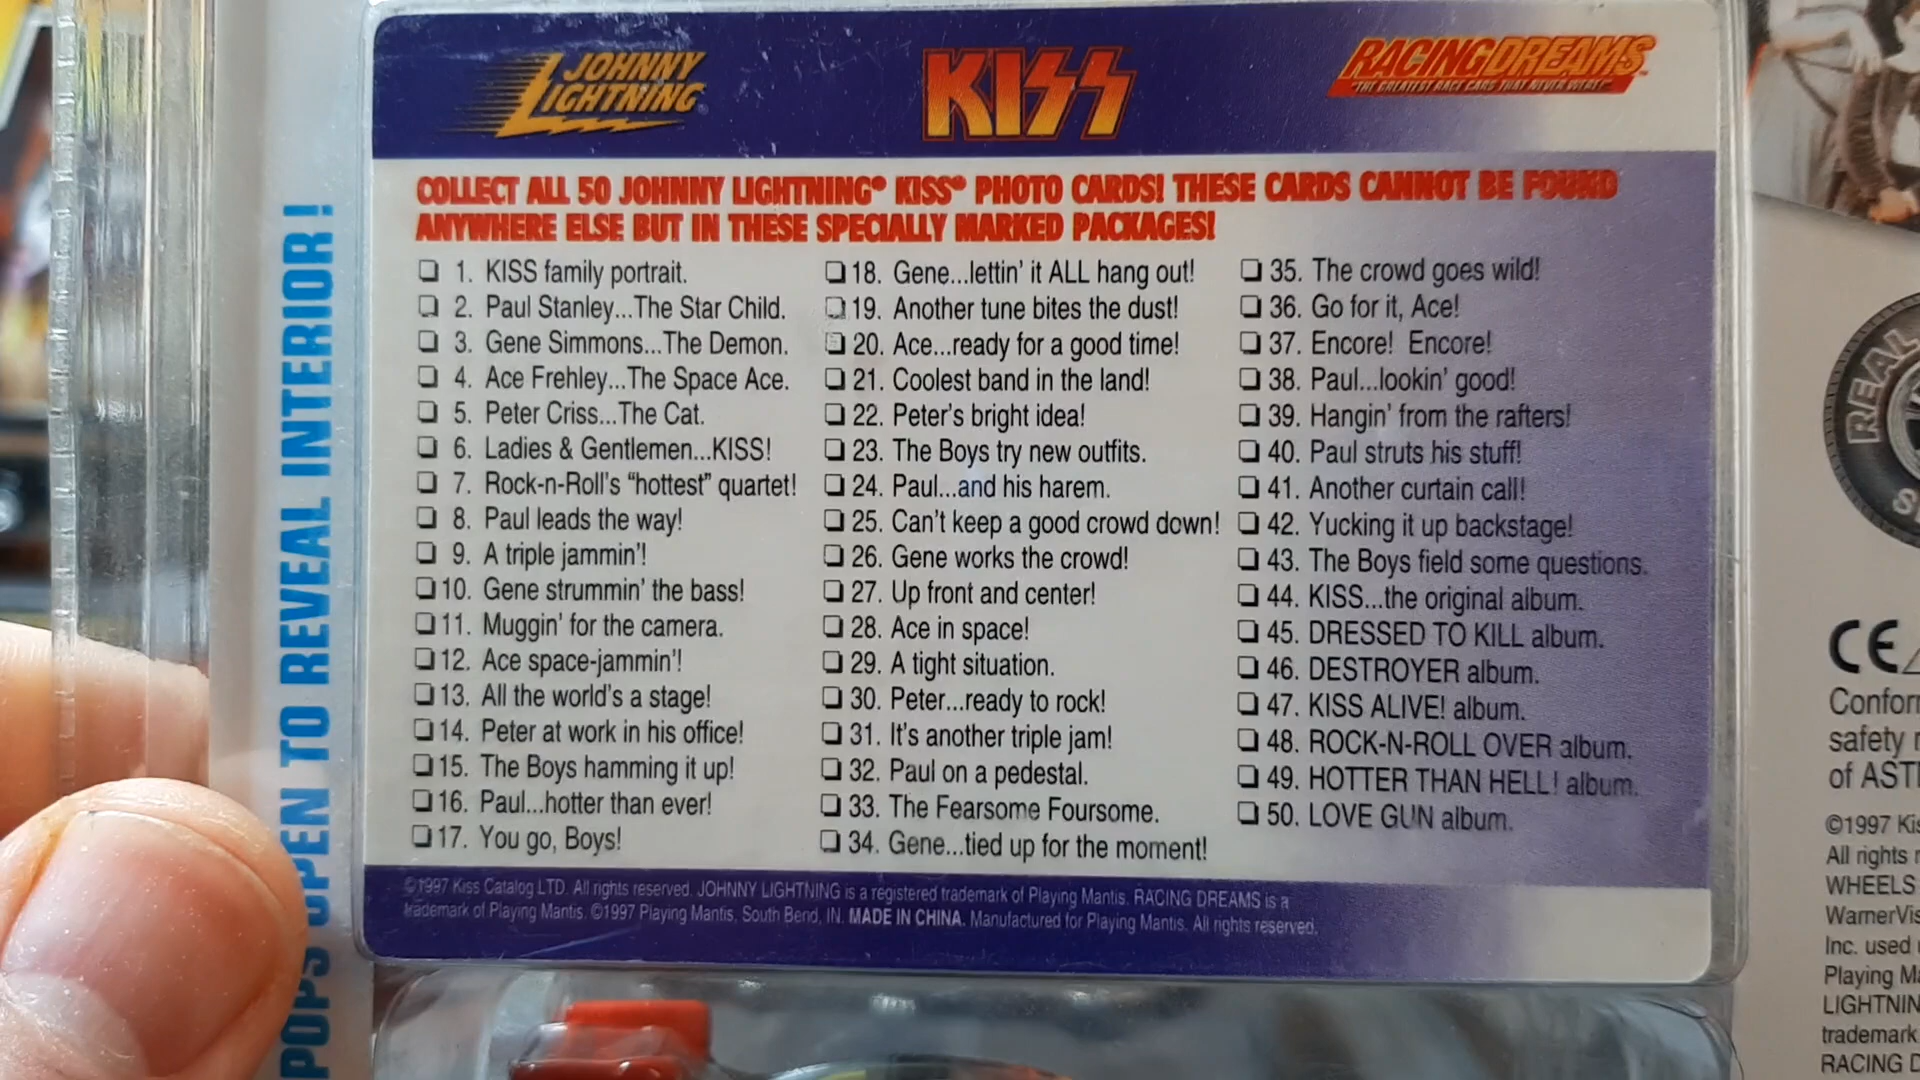 JOHNNY
LIGHTNING
KISS
RACING DREAMS
"THE GREATEST RACE CARS THAT NEVER WERE!"
COLLECT ALL 50 JOHNNY LIGHTNING® KISS® PHOTO CARDS! THESE CARDS CANNOT BE FOUND
ANYWHERE ELSE BUT IN THESE SPECIALLY MARKED PACKAGES!
1. KISS family portrait.
2. Paul Stanley...The Star Child.
3. Gene Simmons...The Demon.
4. Ace Frehley...The Space Ace.
5. Peter Criss...The Cat.
6. Ladies & Gentlemen...KISS!
7. Rock-n-Roll's "hottest" quartet!
8. Paul leads the way!
9. A triple jammin'!
10. Gene strummin' the bass!
11. Muggin' for the camera.
12. Ace space-jammin'!
13. All the world's a stage!
14. Peter at work in his office!
15. The Boys hamming it up!
16. Paul...hotter than ever!
17. You go, Boys!
18. Gene...lettin' it ALL hang out!
19. Another tune bites the dust!
20. Ace...ready for a good time!
21. Coolest band in the land!
22. Peter's bright idea!
23. The Boys try new outfits.
24. Paul...and his harem.
25. Can't keep a good crowd down!
26. Gene works the crowd!
27. Up front and center!
28. Ace in space!
29. A tight situation.
30. Peter...ready to rock!
31. It's another triple jam!
32. Paul on a pedestal.
33. The Fearsome Foursome.
34. Gene...tied up for the moment!
35. The crowd goes wild!
36. Go for it, Ace!
37. Encore! Encore!
38. Paul...lookin' good!
39. Hangin' from the rafters!
40. Paul struts his stuff!
41. Another curtain call!
42. Yucking it up backstage!
43. The Boys field some questions.
44. KISS...the original album.
45. DRESSED TO KILL album.
46. DESTROYER album.
47. KISS ALIVE! album.
48. ROCK-N-ROLL OVER album.
49. HOTTER THAN HELL! album.
50. LOVE GUN album.
©1997 Kiss Catalog LTD. All rights reserved. JOHNNY LIGHTNING is a registered trademark of Playing Mantis. RACING DREAMS is a
trademark of Playing Mantis. ©1997 Playing Mantis, South Bend, IN. MADE IN CHINA. Manufactured for Playing Mantis. All rights reserved.
POPS OPEN TO REVEAL INTERIOR!
REAL
CE
safety
of
©1997
All rights
WHEELS
Inc. used
Playing
trademark
RACING